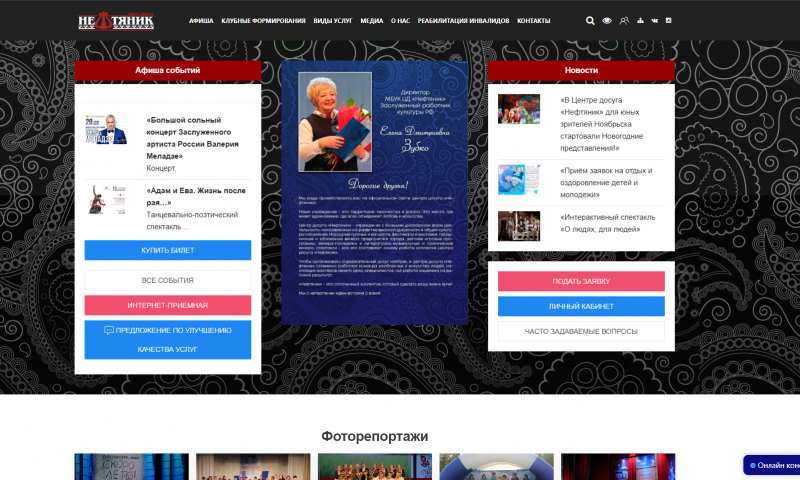 НЕФТЯНИК
АФИША КЛУБНЫЕ ФОРМИРОВАНИЯ ВИДЫ УСЛУГ МЕДИА О НАС РЕАБИЛИТАЦИЯ ИНВАЛИДОВ КОНТАКТЫ
Афиша событий
«Большой сольный
концерт Заслуженного
артиста России Валерия
Меладзе»
Концерт.
«Адам и Ева. Жизнь после
рая…»
Танцевально-поэтический
спектакль ...
КУПИТЬ БИЛЕТ
ВСЕ СОБЫТИЯ
ИНТЕРНЕТ-ПРИЕМНАЯ
ПРЕДЛОЖЕНИЕ ПО УЛУЧШЕНИЮ
КАЧЕСТВА УСЛУГ
Директор
МБУК ЦД «Нефтяник»
Заслуженный работник
культуры РФ
Елена Дмитриевна
Зубко
Дорогие друзья!
Новости
«В Центре досуга
«Нефтяник» для юных
зрителей Ноябрьска
стартовали Новогодние
представления!»
«Приём заявок на отдых и
оздоровление детей и
молодежи»
«Интерактивный спектакль
«О людях, для людей»
ПОДАТЬ ЗАЯВКУ
ЛИЧНЫЙ КАБИНЕТ
ЧАСТО ЗАДАВАЕМЫЕ ВОПРОСЫ
Фоторепортажи
Онлайн конс